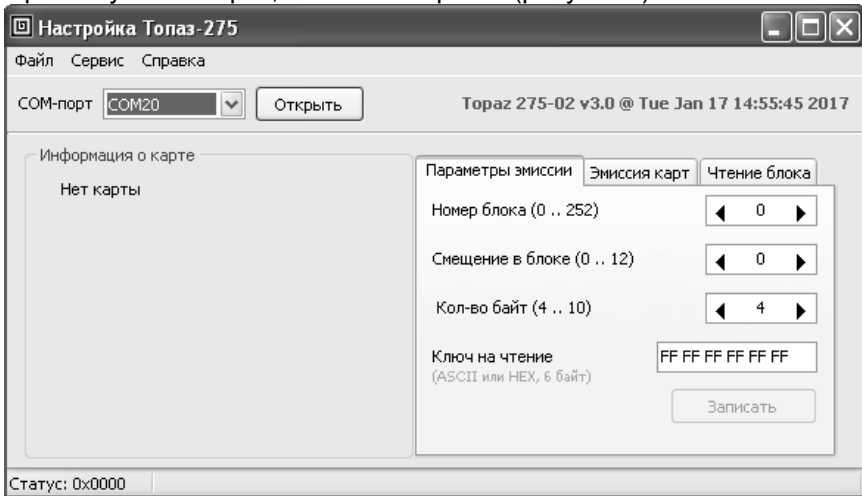 Настройка Топаз-275
Файл Сервис Справка
COM-порт COM20 Открыть Topaz 275-02 v3.0 @ Tue Jan 17 14:55:45 2017
Информация о карте
Нет карты
Параметры эмиссии Эмиссия карт Чтение блока
Номер блока (0 .. 252) 0
Смещение в блоке (0 .. 12) 0
Кол-во байт (4 .. 10) 4
Ключ на чтение FF FF FF FF FF FF
(ASCII или HEX, 6 байт)
Записать
Статус: 0x0000